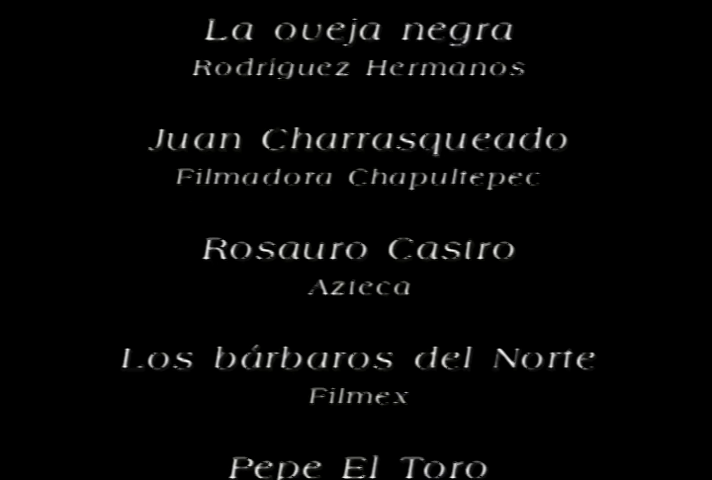 La oveja negra
Rodríguez Hermanos
Juan Charrasqueado
Filmadora Chapultepec
Rosauro Castro
Azteca
Los bárbaros del Norte
Filmex
Pepe El Toro